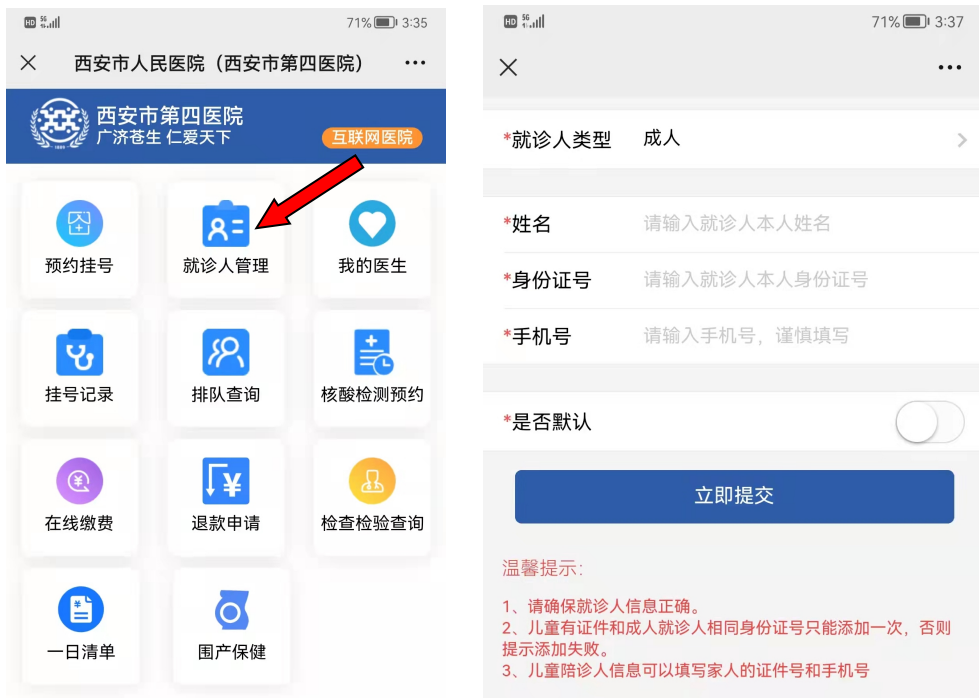 HD 5G 71% 3:35
西安市人民医院（西安市第四医院）
西安市第四医院
广济苍生 仁爱天下
互联网医院
预约挂号 就诊人管理 我的医生
挂号记录 排队查询 核酸检测预约
在线缴费 退款申请 检查检验查询
一日清单 围产保健
HD 5G 71% 3:37
*就诊人类型 成人
*姓名 请输入就诊人本人姓名
*身份证号 请输入就诊人本人身份证号
*手机号 请输入手机号，谨慎填写
*是否默认
立即提交
温馨提示:
1、请确保就诊人信息正确。
2、儿童有证件和成人就诊人相同身份证号只能添加一次，否则
提示添加失败。
3、儿童陪诊人信息可以填写家人的证件号和手机号